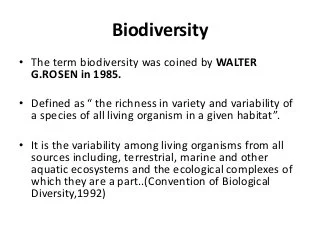 Biodiversity
• The term biodiversity was coined by WALTER
G.ROSEN in 1985.
• Defined as “ the richness in variety and variability of
a species of all living organism in a given habitat”.
• It is the variability among living organisms from all
sources including, terrestrial, marine and other
aquatic ecosystems and the ecological complexes of
which they are a part..(Convention of Biological
Diversity,1992)